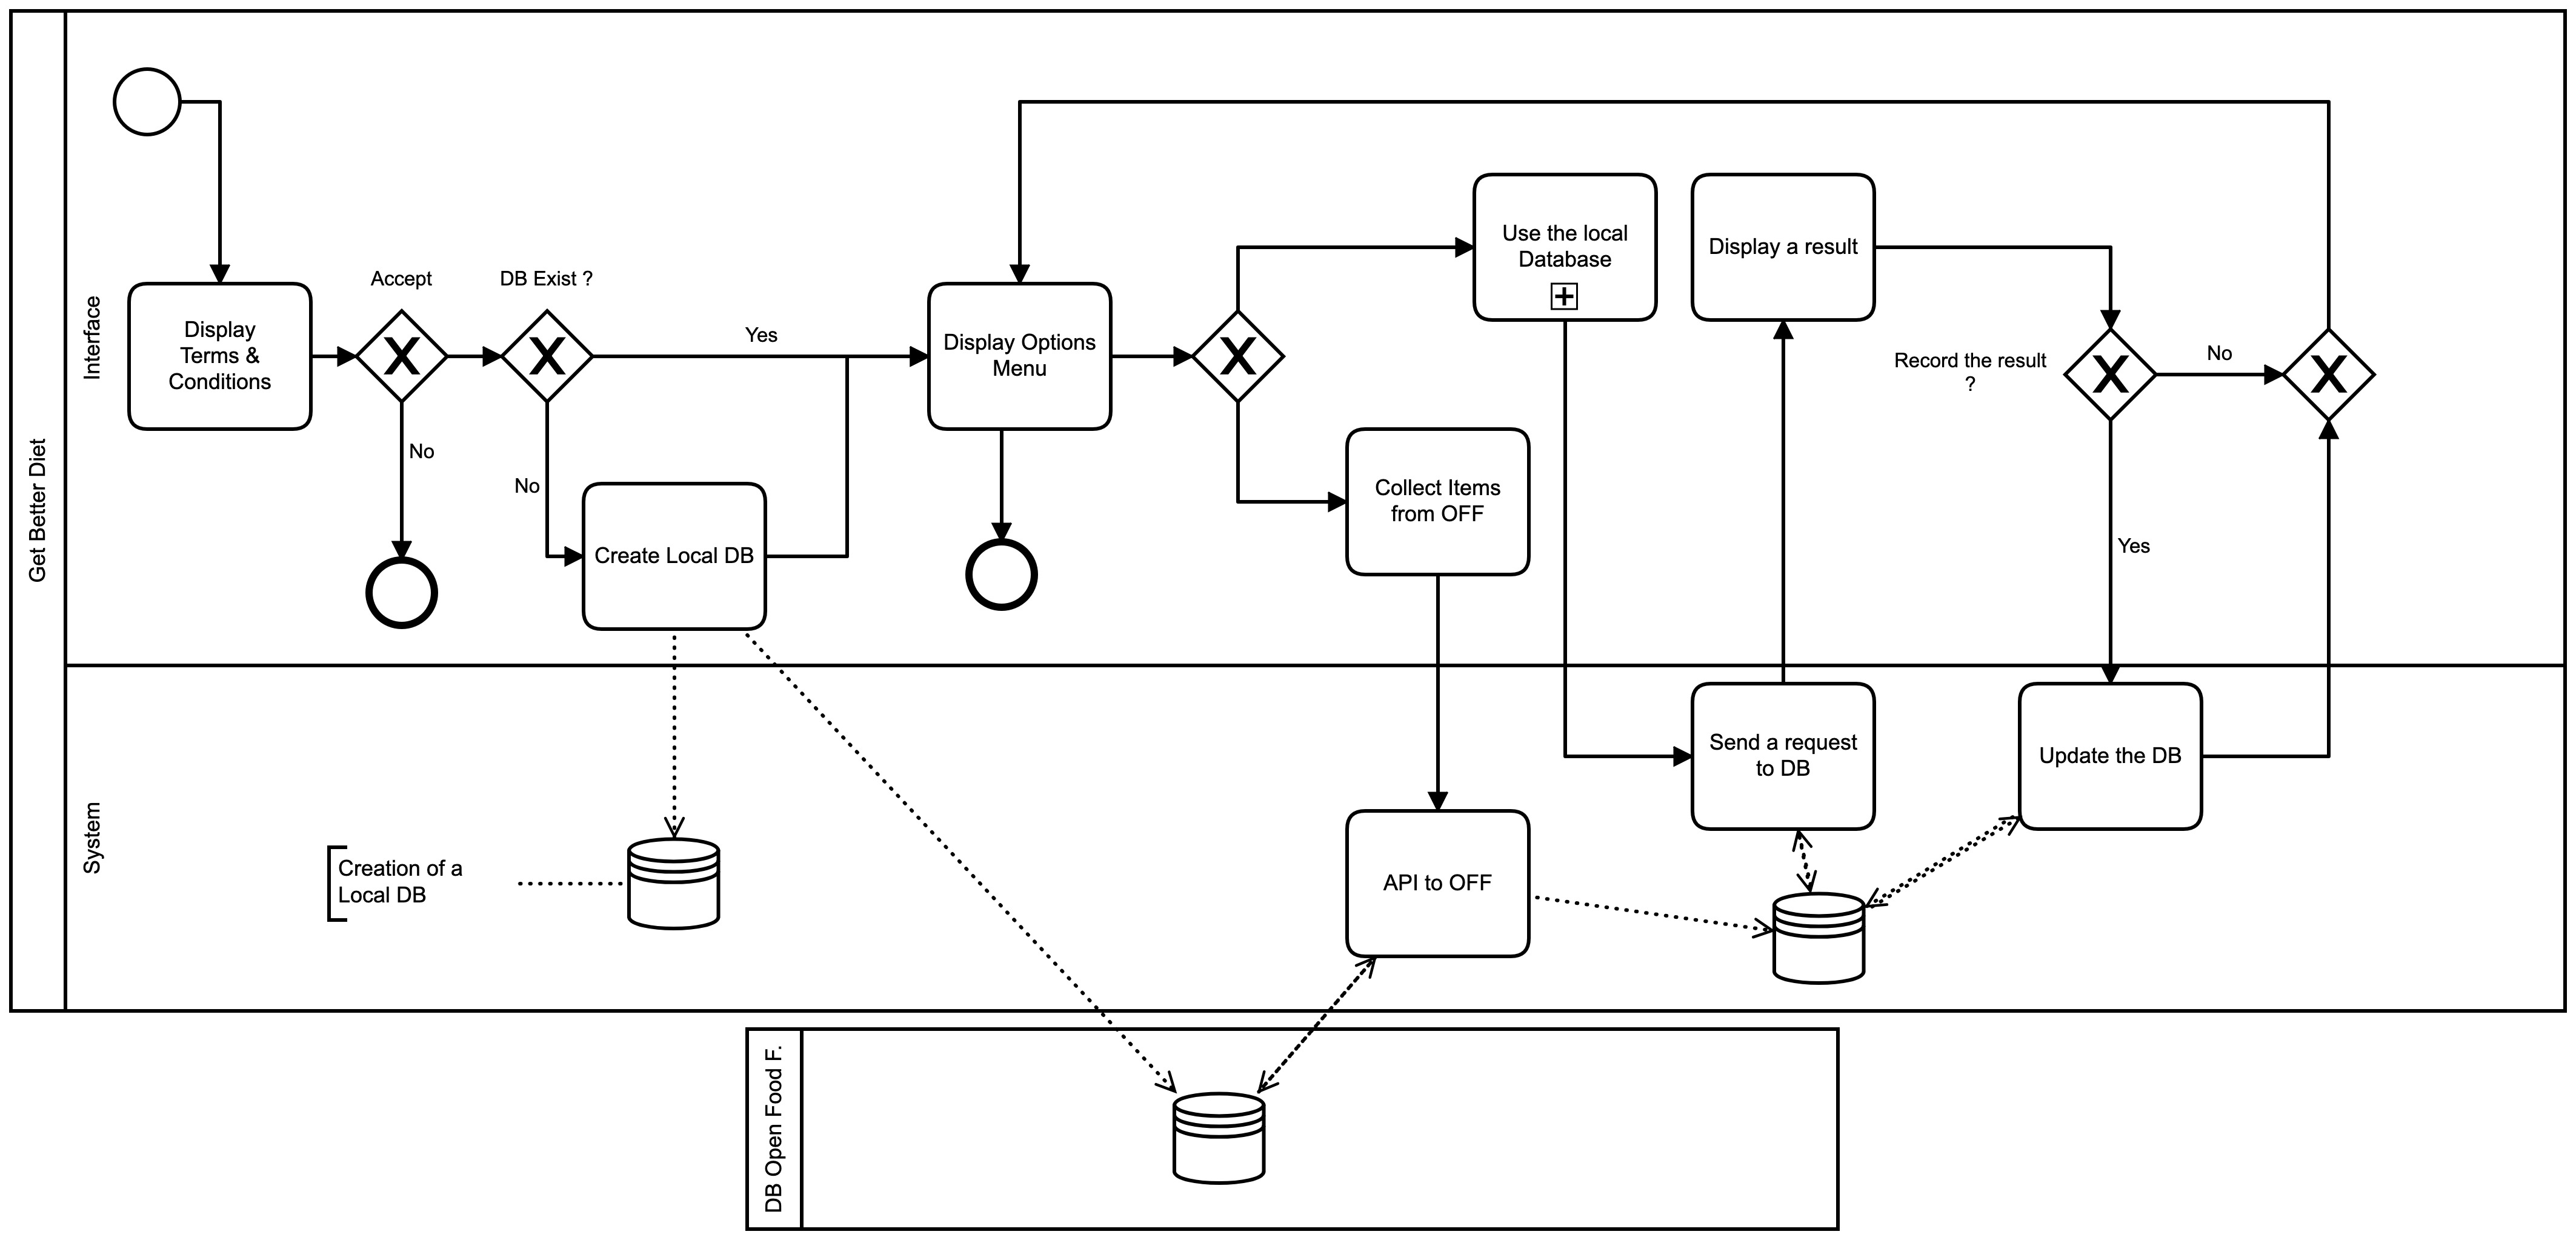 Get Better Diet
Interface
Display
Terms &
Conditions
Accept
No
DB Exist ?
Yes
No
Create Local DB
Display Options
Menu
Use the local
Database
Collect Items
from OFF
Display a result
Record the result
?
No
Yes
System
Creation of a
Local DB
API to OFF
Send a request
to DB
Update the DB
DB Open Food F.